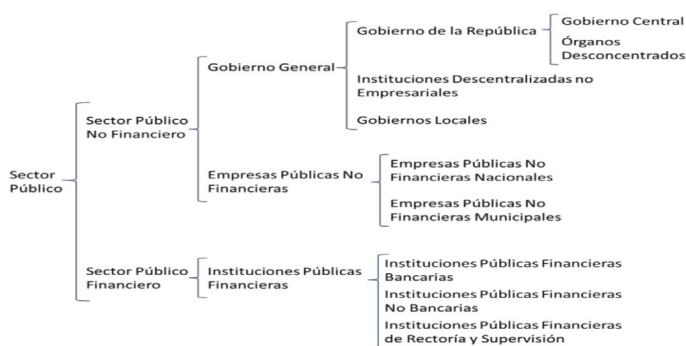 Sector
Público
Sector Público
No Financiero
Gobierno General
Gobierno de la República
Gobierno Central
Órganos
Desconcentrados
Instituciones Descentralizadas no
Empresariales
Gobiernos Locales
Empresas Públicas No
Financieras
Empresas Públicas No
Financieras Nacionales
Empresas Públicas No
Financieras Municipales
Sector Público
Financiero
Instituciones Públicas
Financieras
Instituciones Públicas Financieras
Bancarias
Instituciones Públicas Financieras
No Bancarias
Instituciones Públicas Financieras
de Rectoría y Supervisión